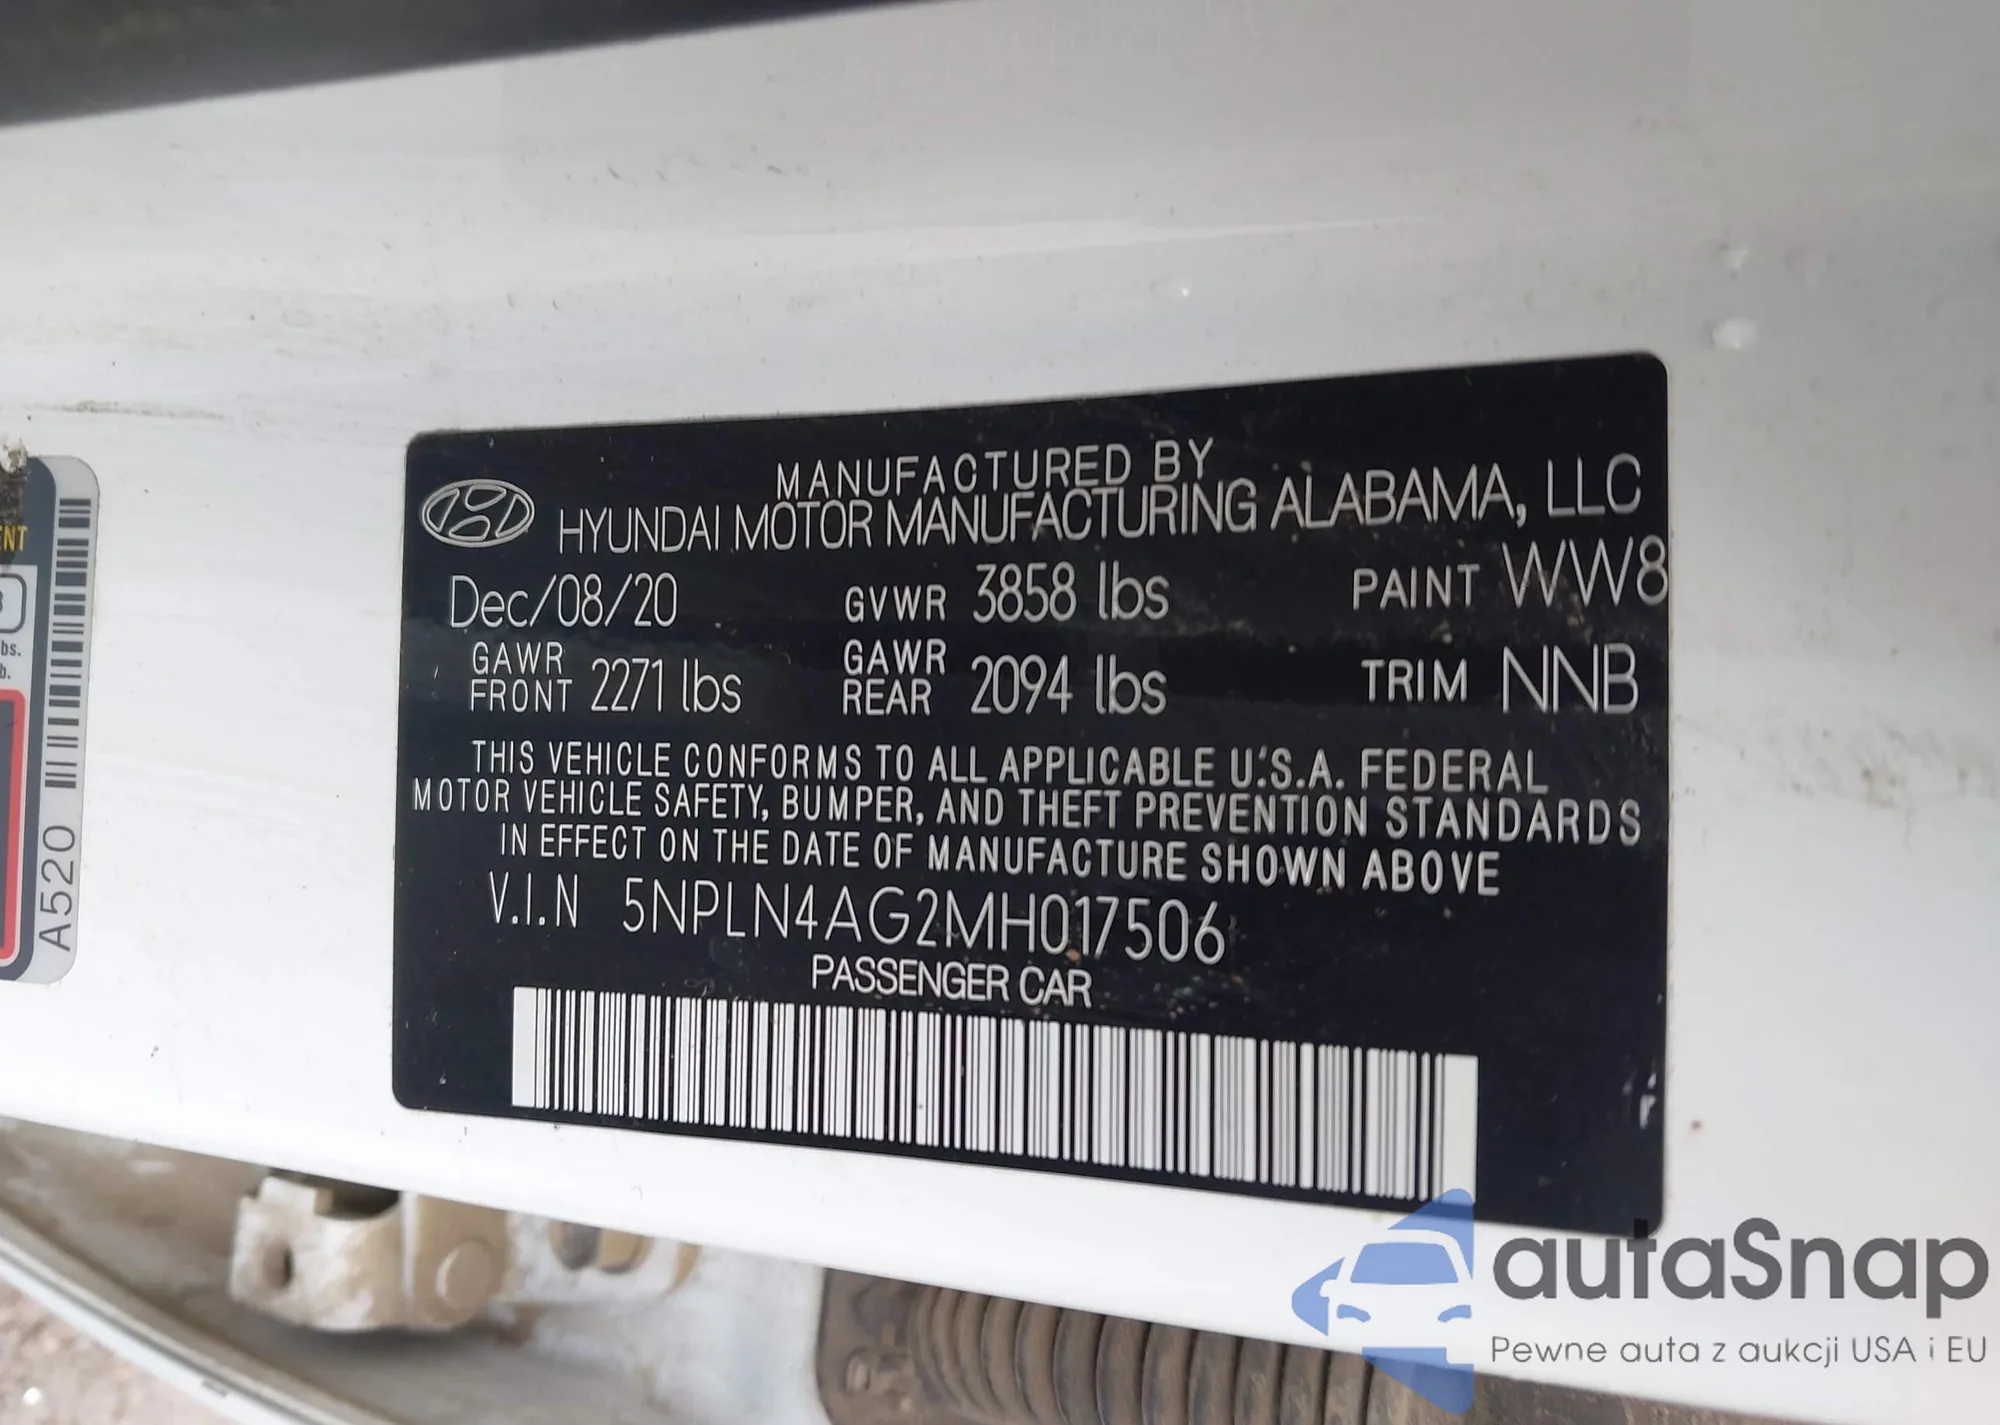 MANUFACTURED BY
HYUNDAI MOTOR MANUFACTURING ALABAMA, LLC
Dec/08/20 GVWR 3858 lbs PAINT WW8
GAWR FRONT 2271 lbs GAWR REAR 2094 lbs TRIM NNB
THIS VEHICLE CONFORMS TO ALL APPLICABLE U.S.A. FEDERAL
MOTOR VEHICLE SAFETY, BUMPER, AND THEFT PREVENTION STANDARDS
IN EFFECT ON THE DATE OF MANUFACTURE SHOWN ABOVE
V.I.N 5NPLN4AG2MH017506
PASSENGER CAR
A520
autaSnap
Pewne auta z aukcji USA i EU